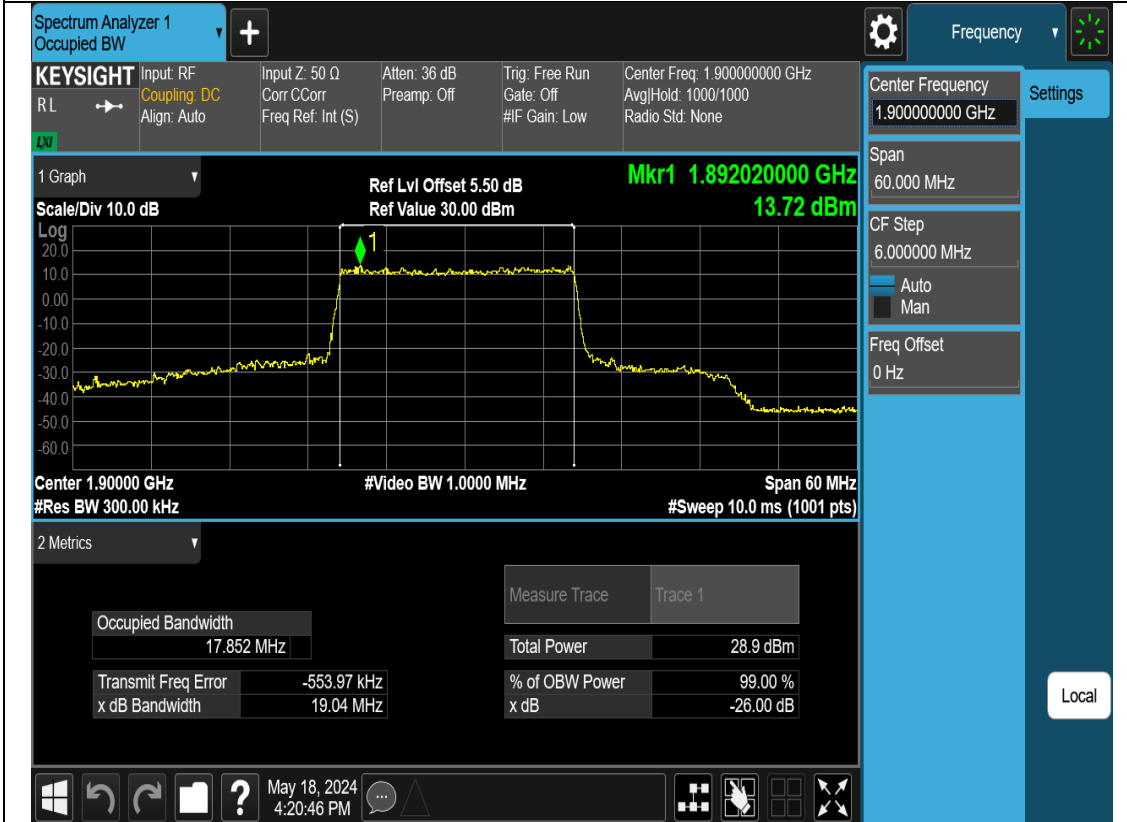 Spectrum Analyzer 1
Occupied BW
+
Frequency
KEYSIGHT
RL
LXI
Input: RF
Coupling: DC
Align: Auto
Input Z: 50 Ω
Corr CCorr
Freq Ref: Int (S)
Atten: 36 dB
Preamp: Off
Trig: Free Run
Gate: Off
#IF Gain: Low
Center Freq: 1.900000000 GHz
Avg|Hold: 1000/1000
Radio Std: None
Center Frequency
1.900000000 GHz
Settings
Span
60.000 MHz
CF Step
6.000000 MHz
Auto
Man
Freq Offset
0 Hz
Local
1 Graph
Scale/Div 10.0 dB
Ref Lvl Offset 5.50 dB
Ref Value 30.00 dBm
Mkr1 1.892020000 GHz
13.72 dBm
Log
1
20.0
10.0
0.00
-10.0
-20.0
-30.0
-40.0
-50.0
-60.0
Center 1.90000 GHz
#Video BW 1.0000 MHz
Span 60 MHz
#Res BW 300.00 kHz
#Sweep 10.0 ms (1001 pts)
2 Metrics
Measure Trace Trace 1
Occupied Bandwidth
17.852 MHz
Total Power 28.9 dBm
Transmit Freq Error -553.97 kHz
% of OBW Power 99.00 %
x dB Bandwidth 19.04 MHz
x dB -26.00 dB
?
May 18, 2024
4:20:46 PM